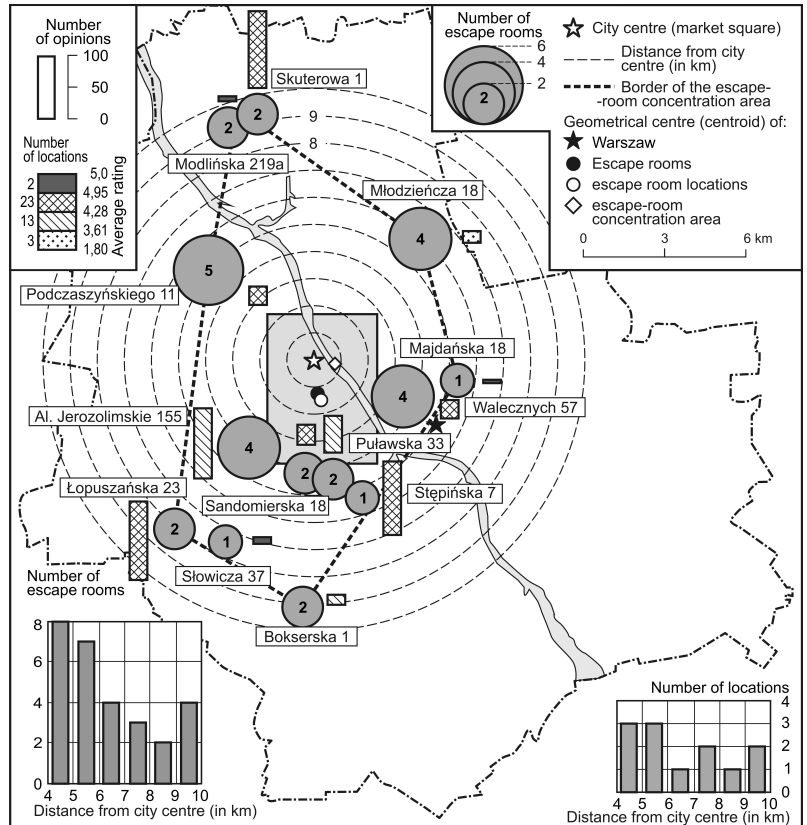 Number
of opinions
100
50
0
Number
of locations
2
23
13
3
5,0
4,95
4,28
3,61
1,80
Average rating
Number of
escape rooms
6
4
2
2
City centre (market square)
Distance from city
centre (in km)
Border of the escape-
-room concentration area
Geometrical centre (centroid) of:
Warszaw
Escape rooms
escape room locations
escape-room
concentration area
0
3
6 km
Skuterowa 1
2
2
9
8
Modlińska 219a
Młodzieńcza 18
4
5
Podczaszyńskiego 11
Majdańska 18
1
4
Walecznych 57
Al. Jerozolimskie 155
4
Puławska 33
2
2
1
Łopuszańska 23
Sandomierska 18
Stępińska 7
2
1
Słowicza 37
2
Bokserska 1
Number of
escape rooms
8
6
4
2
0
4 5 6 7 8 9 10
Distance from city centre (in km)
Number of locations
4
3
2
1
0
4 5 6 7 8 9 10
Distance from city centre (in km)